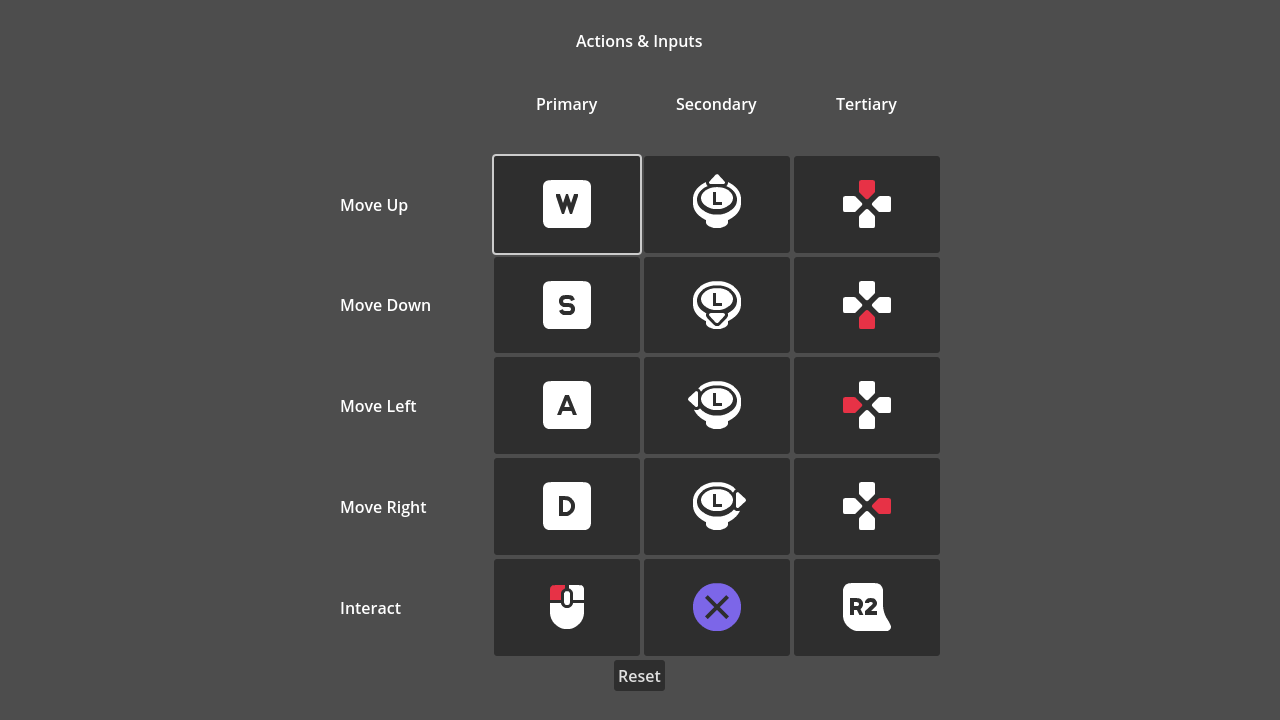 Actions & Inputs
Primary Secondary Tertiary
Move Up W L
Move Down S L
Move Left A L
Move Right D L
Interact R2
Reset